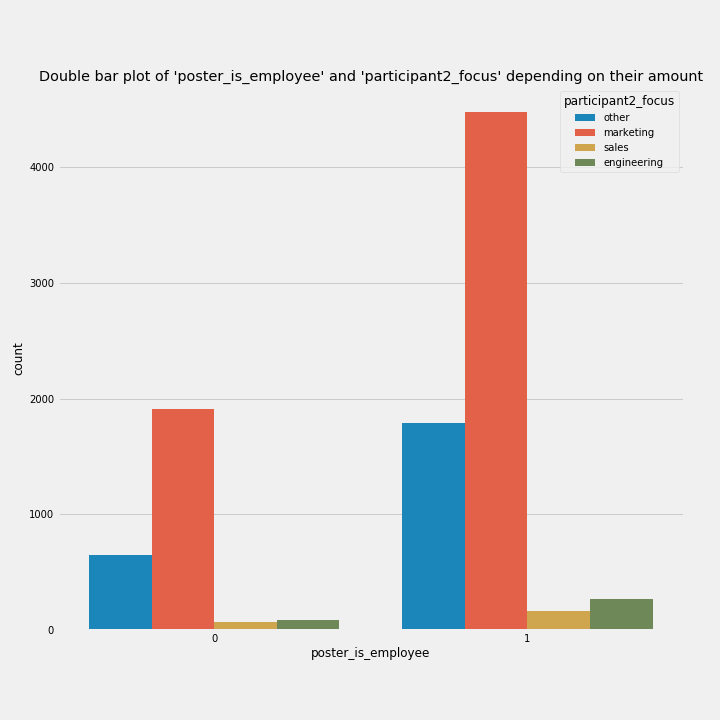 Double bar plot of 'poster_is_employee' and 'participant2_focus' depending on their amount
participant2_focus
other
marketing
sales
engineering
4000
3000
2000
1000
0
count
0 1
poster_is_employee